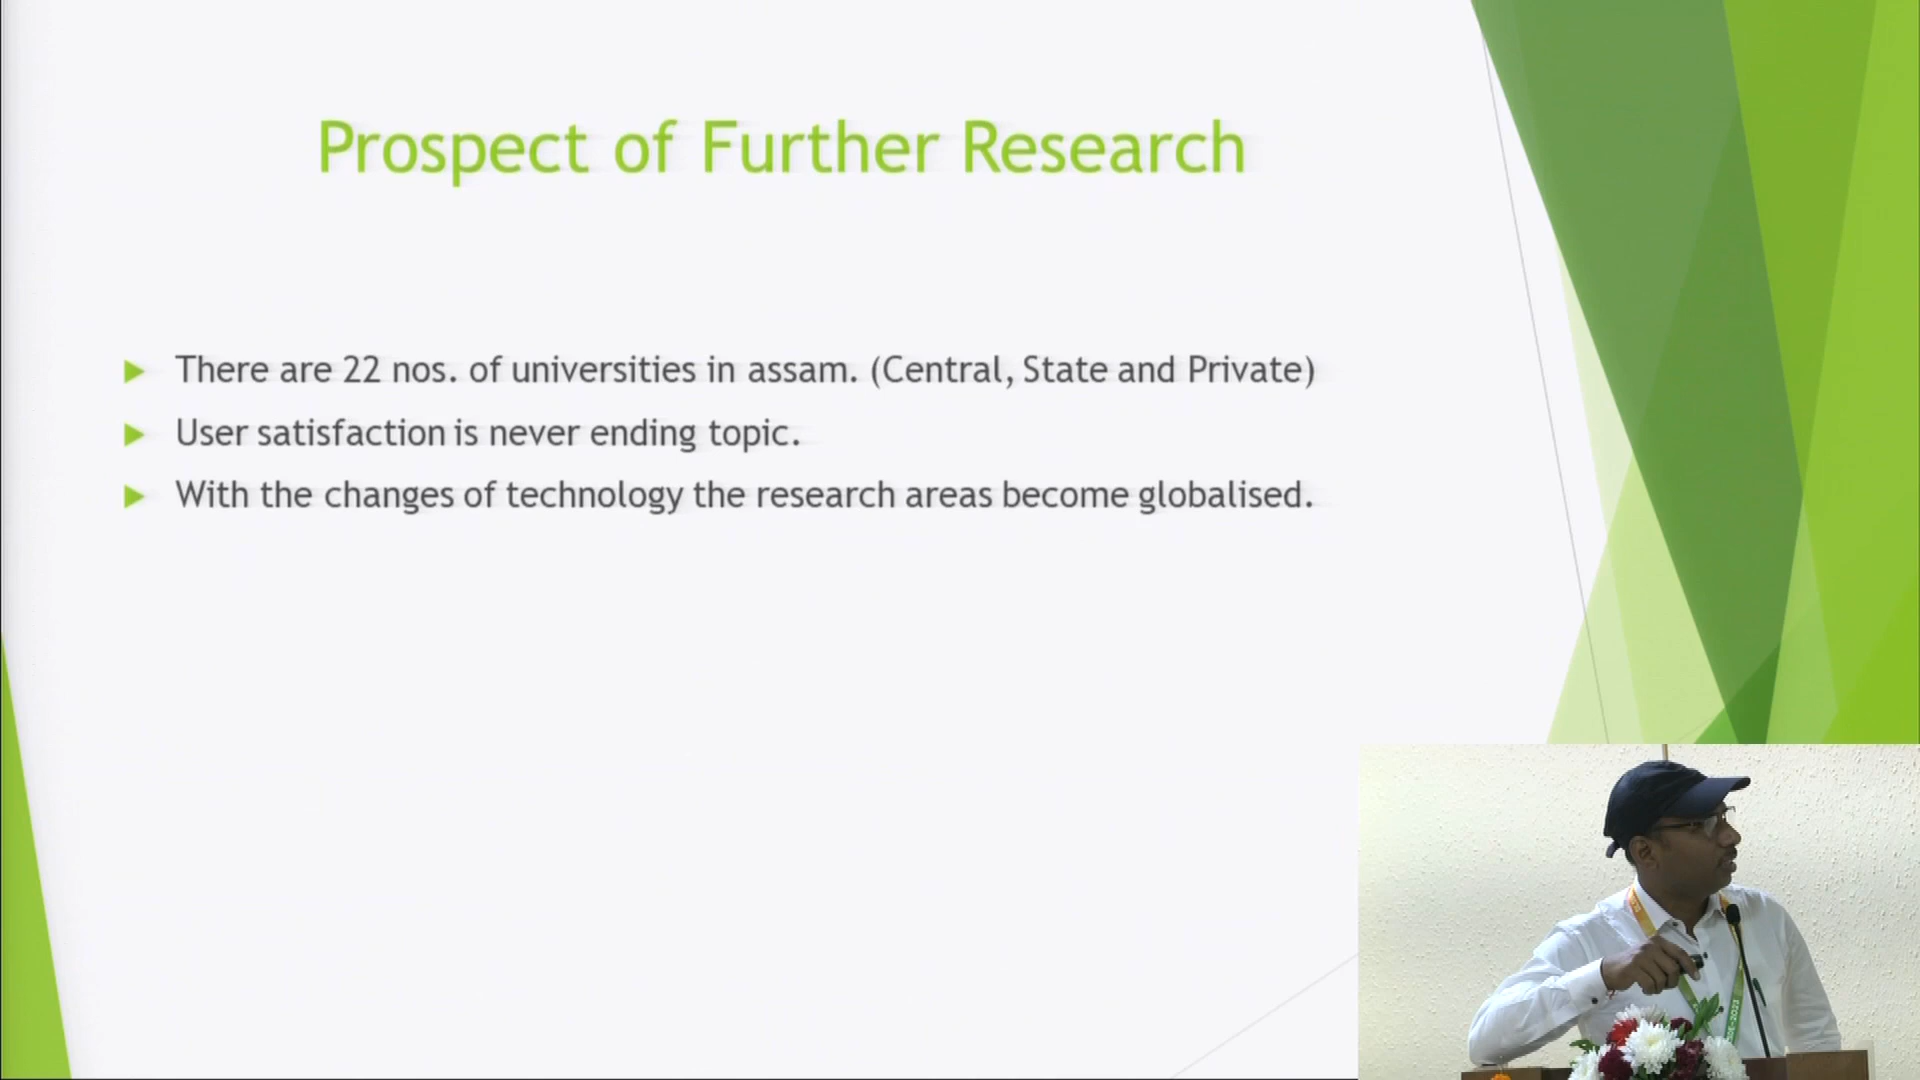 Prospect of Further Research
There are 22 nos. of universities in assam. (Central, State and Private)
User satisfaction is never ending topic.
With the changes of technology the research areas become globalised.